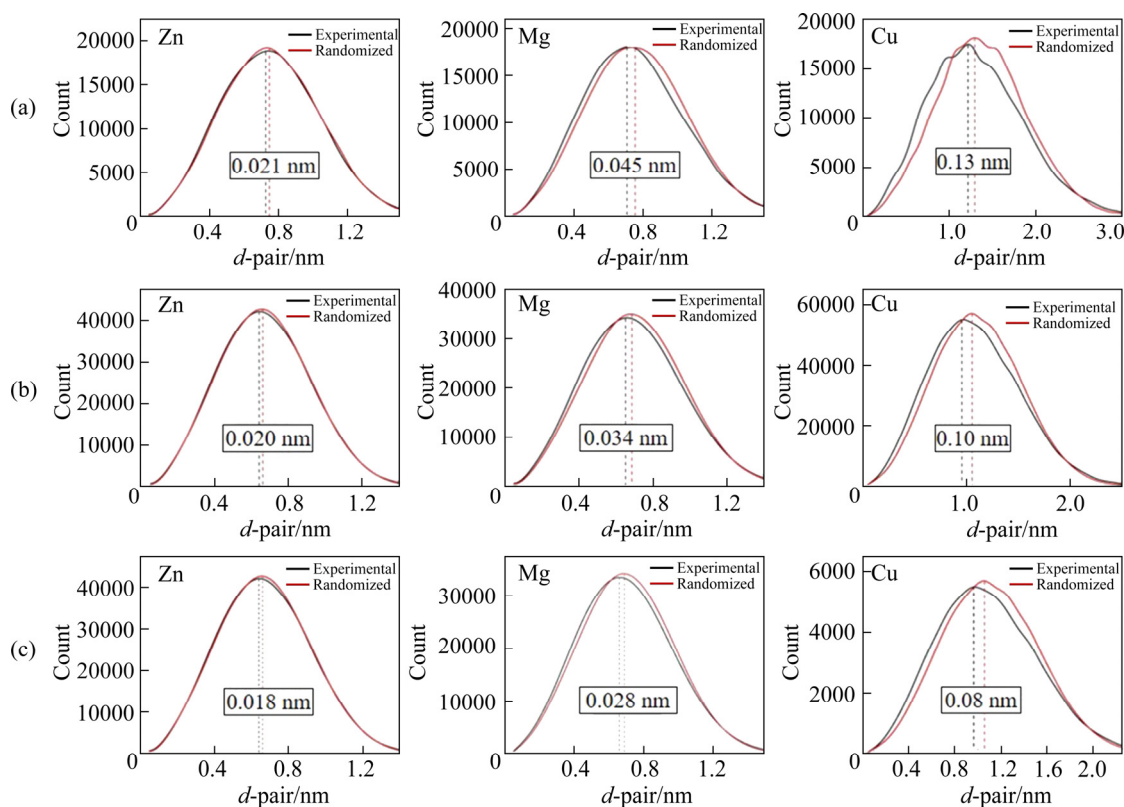 (a)
Zn
Experimental
Randomized
20000
15000
10000
5000
0
Count
0.021 nm
0.4 0.8 1.2
d-pair/nm
Mg
Experimental
Randomized
20000
15000
10000
5000
0
Count
0.045 nm
0.4 0.8 1.2
d-pair/nm
Cu
Experimental
Randomized
20000
15000
10000
5000
0
Count
0.13 nm
1.0 2.0 3.0
d-pair/nm
(b)
Zn
Experimental
Randomized
40000
30000
20000
10000
0
Count
0.020 nm
0.4 0.8 1.2
d-pair/nm
Mg
Experimental
Randomized
40000
30000
20000
10000
0
Count
0.034 nm
0.4 0.8 1.2
d-pair/nm
Cu
Experimental
Randomized
60000
40000
20000
0
Count
0.10 nm
1.0 2.0
d-pair/nm
(c)
Zn
Experimental
Randomized
40000
30000
20000
10000
0
Count
0.018 nm
0.4 0.8 1.2
d-pair/nm
Mg
Experimental
Randomized
30000
20000
10000
0
Count
0.028 nm
0.4 0.8 1.2
d-pair/nm
Cu
Experimental
Randomized
6000
4000
2000
0
Count
0.08 nm
0.4 0.8 1.2 1.6 2.0
d-pair/nm